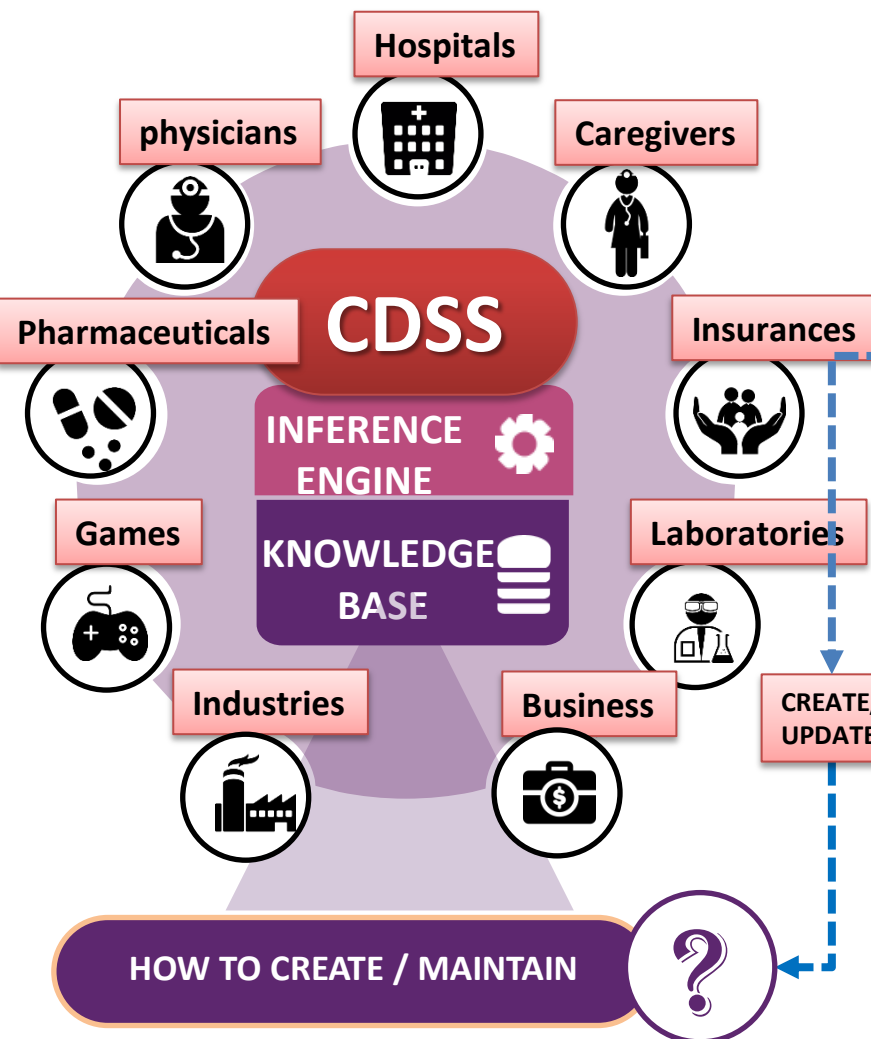 Hospitals
physicians
Caregivers
Pharmaceuticals
CDSS
Insurances
INFERENCE
ENGINE
Games
KNOWLEDGE
BASE
Laboratories
Industries
Business
CREATE/
UPDATE
HOW TO CREATE / MAINTAIN
?